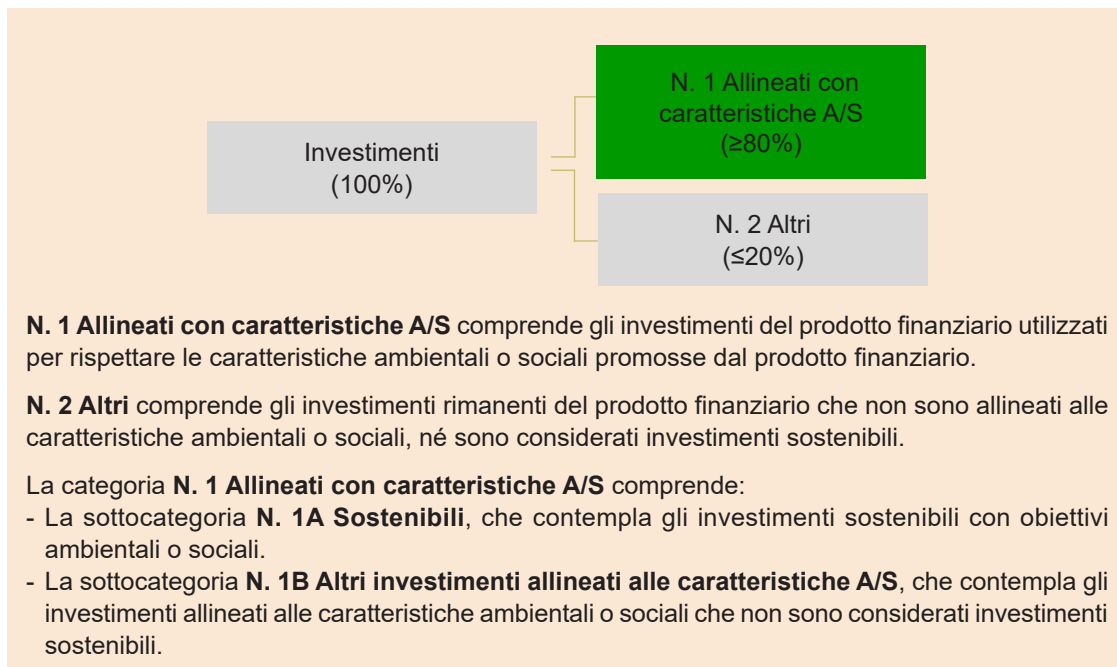 N. 1 Allineati con
caratteristiche A/S
(≥80%)
Investimenti
(100%)
N. 2 Altri
(≤20%)
N. 1 Allineati con caratteristiche A/S comprende gli investimenti del prodotto finanziario utilizzati
per rispettare le caratteristiche ambientali o sociali promosse dal prodotto finanziario.
N. 2 Altri comprende gli investimenti rimanenti del prodotto finanziario che non sono allineati alle
caratteristiche ambientali o sociali, né sono considerati investimenti sostenibili.
La categoria N. 1 Allineati con caratteristiche A/S comprende:
- La sottocategoria N. 1A Sostenibili, che contempla gli investimenti sostenibili con obiettivi
ambientali o sociali.
- La sottocategoria N. 1B Altri investimenti allineati alle caratteristiche A/S, che contempla gli
investimenti allineati alle caratteristiche ambientali o sociali che non sono considerati investimenti
sostenibili.